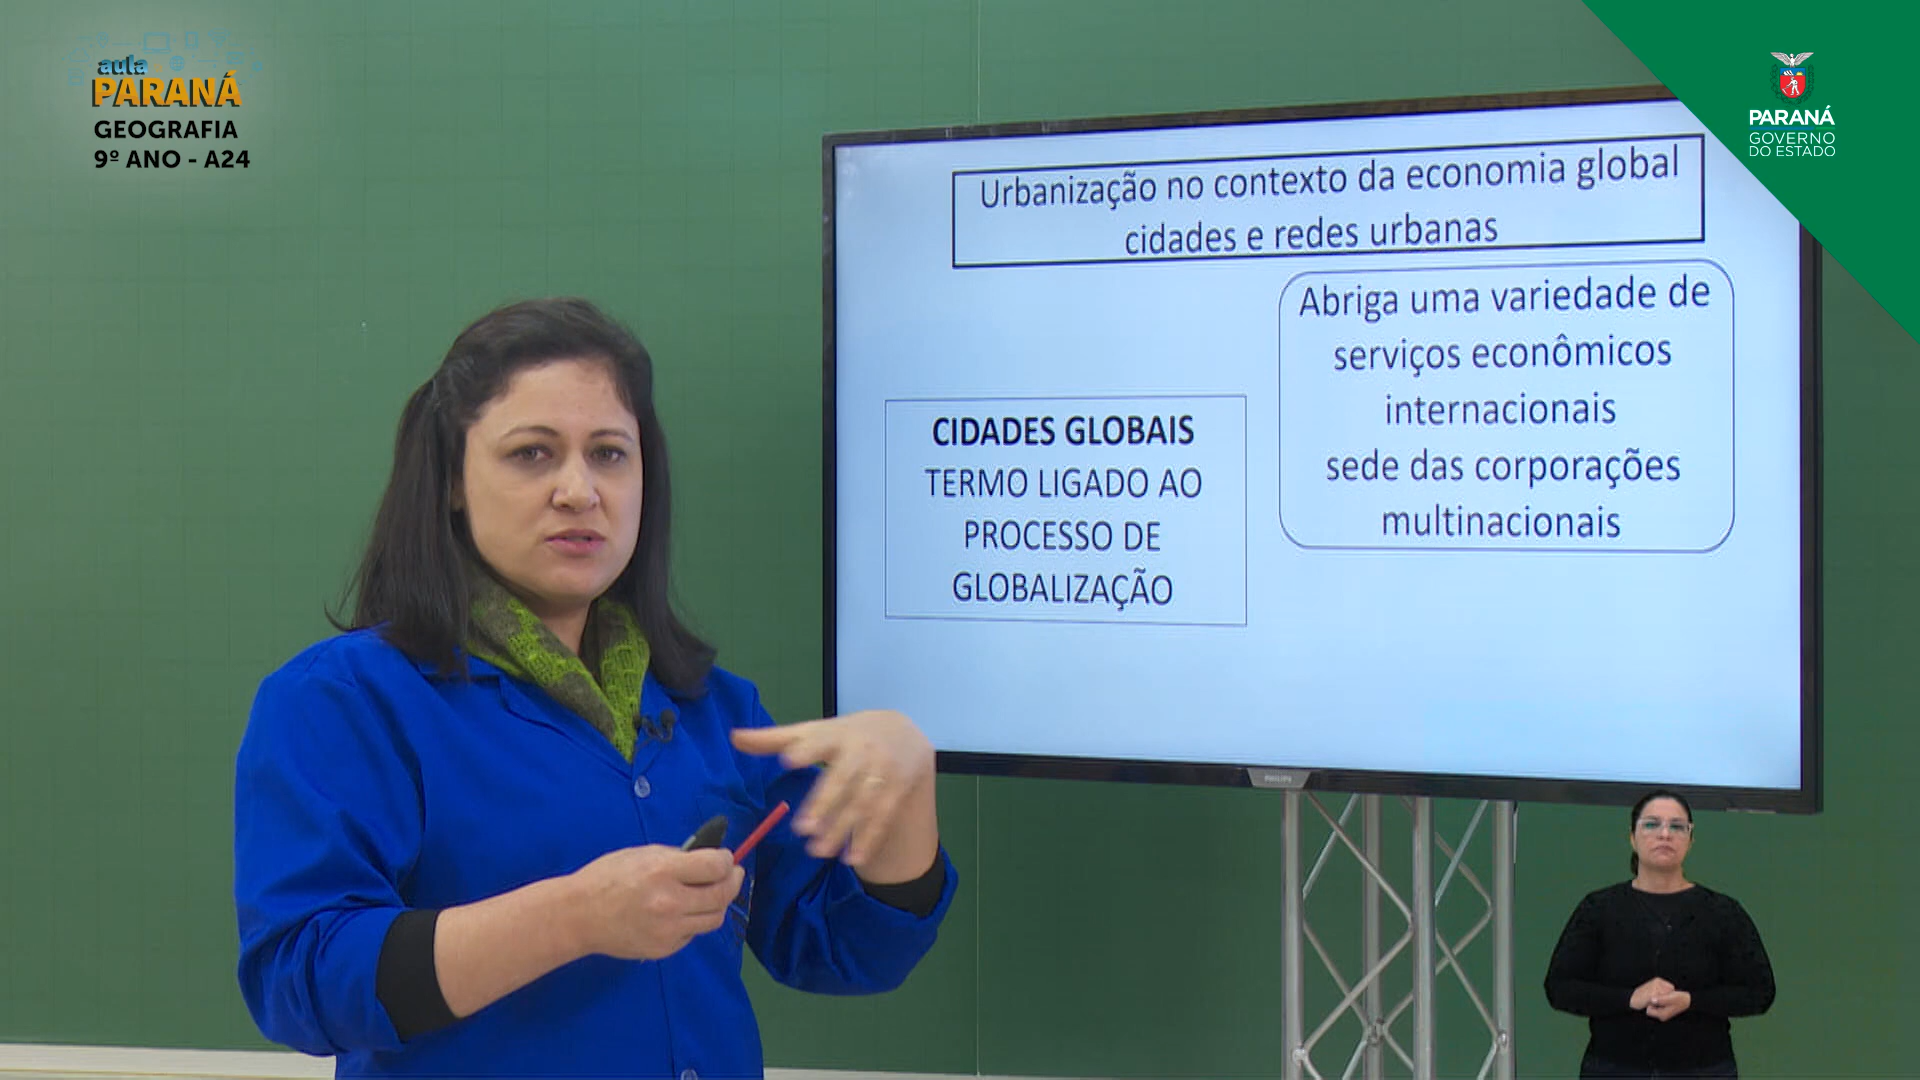 aula
PARANÁ
GEOGRAFIA
9º ANO - A24
PARANÁ
GOVERNO
DO ESTADO
Urbanização no contexto da economia global
cidades e redes urbanas
Abriga uma variedade de
serviços econômicos
internacionais
sede das corporações
multinacionais
CIDADES GLOBAIS
TERMO LIGADO AO
PROCESSO DE
GLOBALIZAÇÃO
PHILIPS